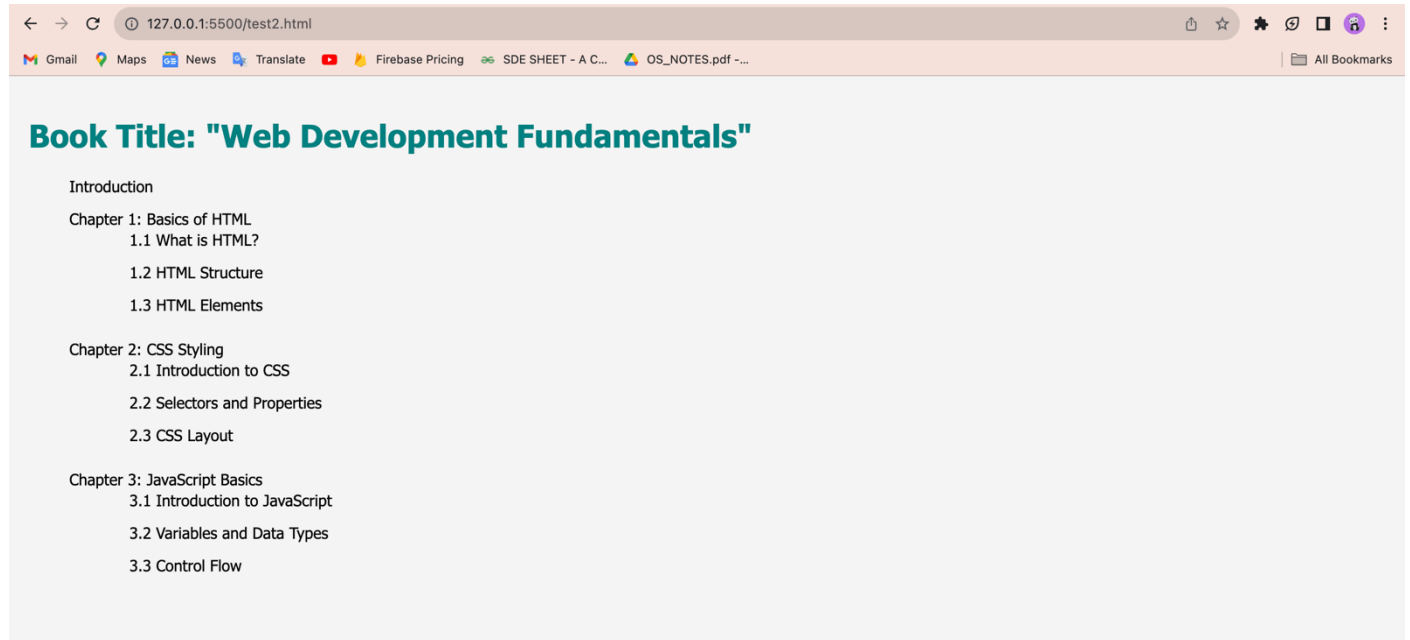 127.0.0.1:5500/test2.html
Gmail Maps GE News Translate Firebase Pricing SDE SHEET - A C... OS_NOTES.pdf -... All Bookmarks
Book Title: "Web Development Fundamentals"
Introduction
Chapter 1: Basics of HTML
1.1 What is HTML?
1.2 HTML Structure
1.3 HTML Elements
Chapter 2: CSS Styling
2.1 Introduction to CSS
2.2 Selectors and Properties
2.3 CSS Layout
Chapter 3: JavaScript Basics
3.1 Introduction to JavaScript
3.2 Variables and Data Types
3.3 Control Flow